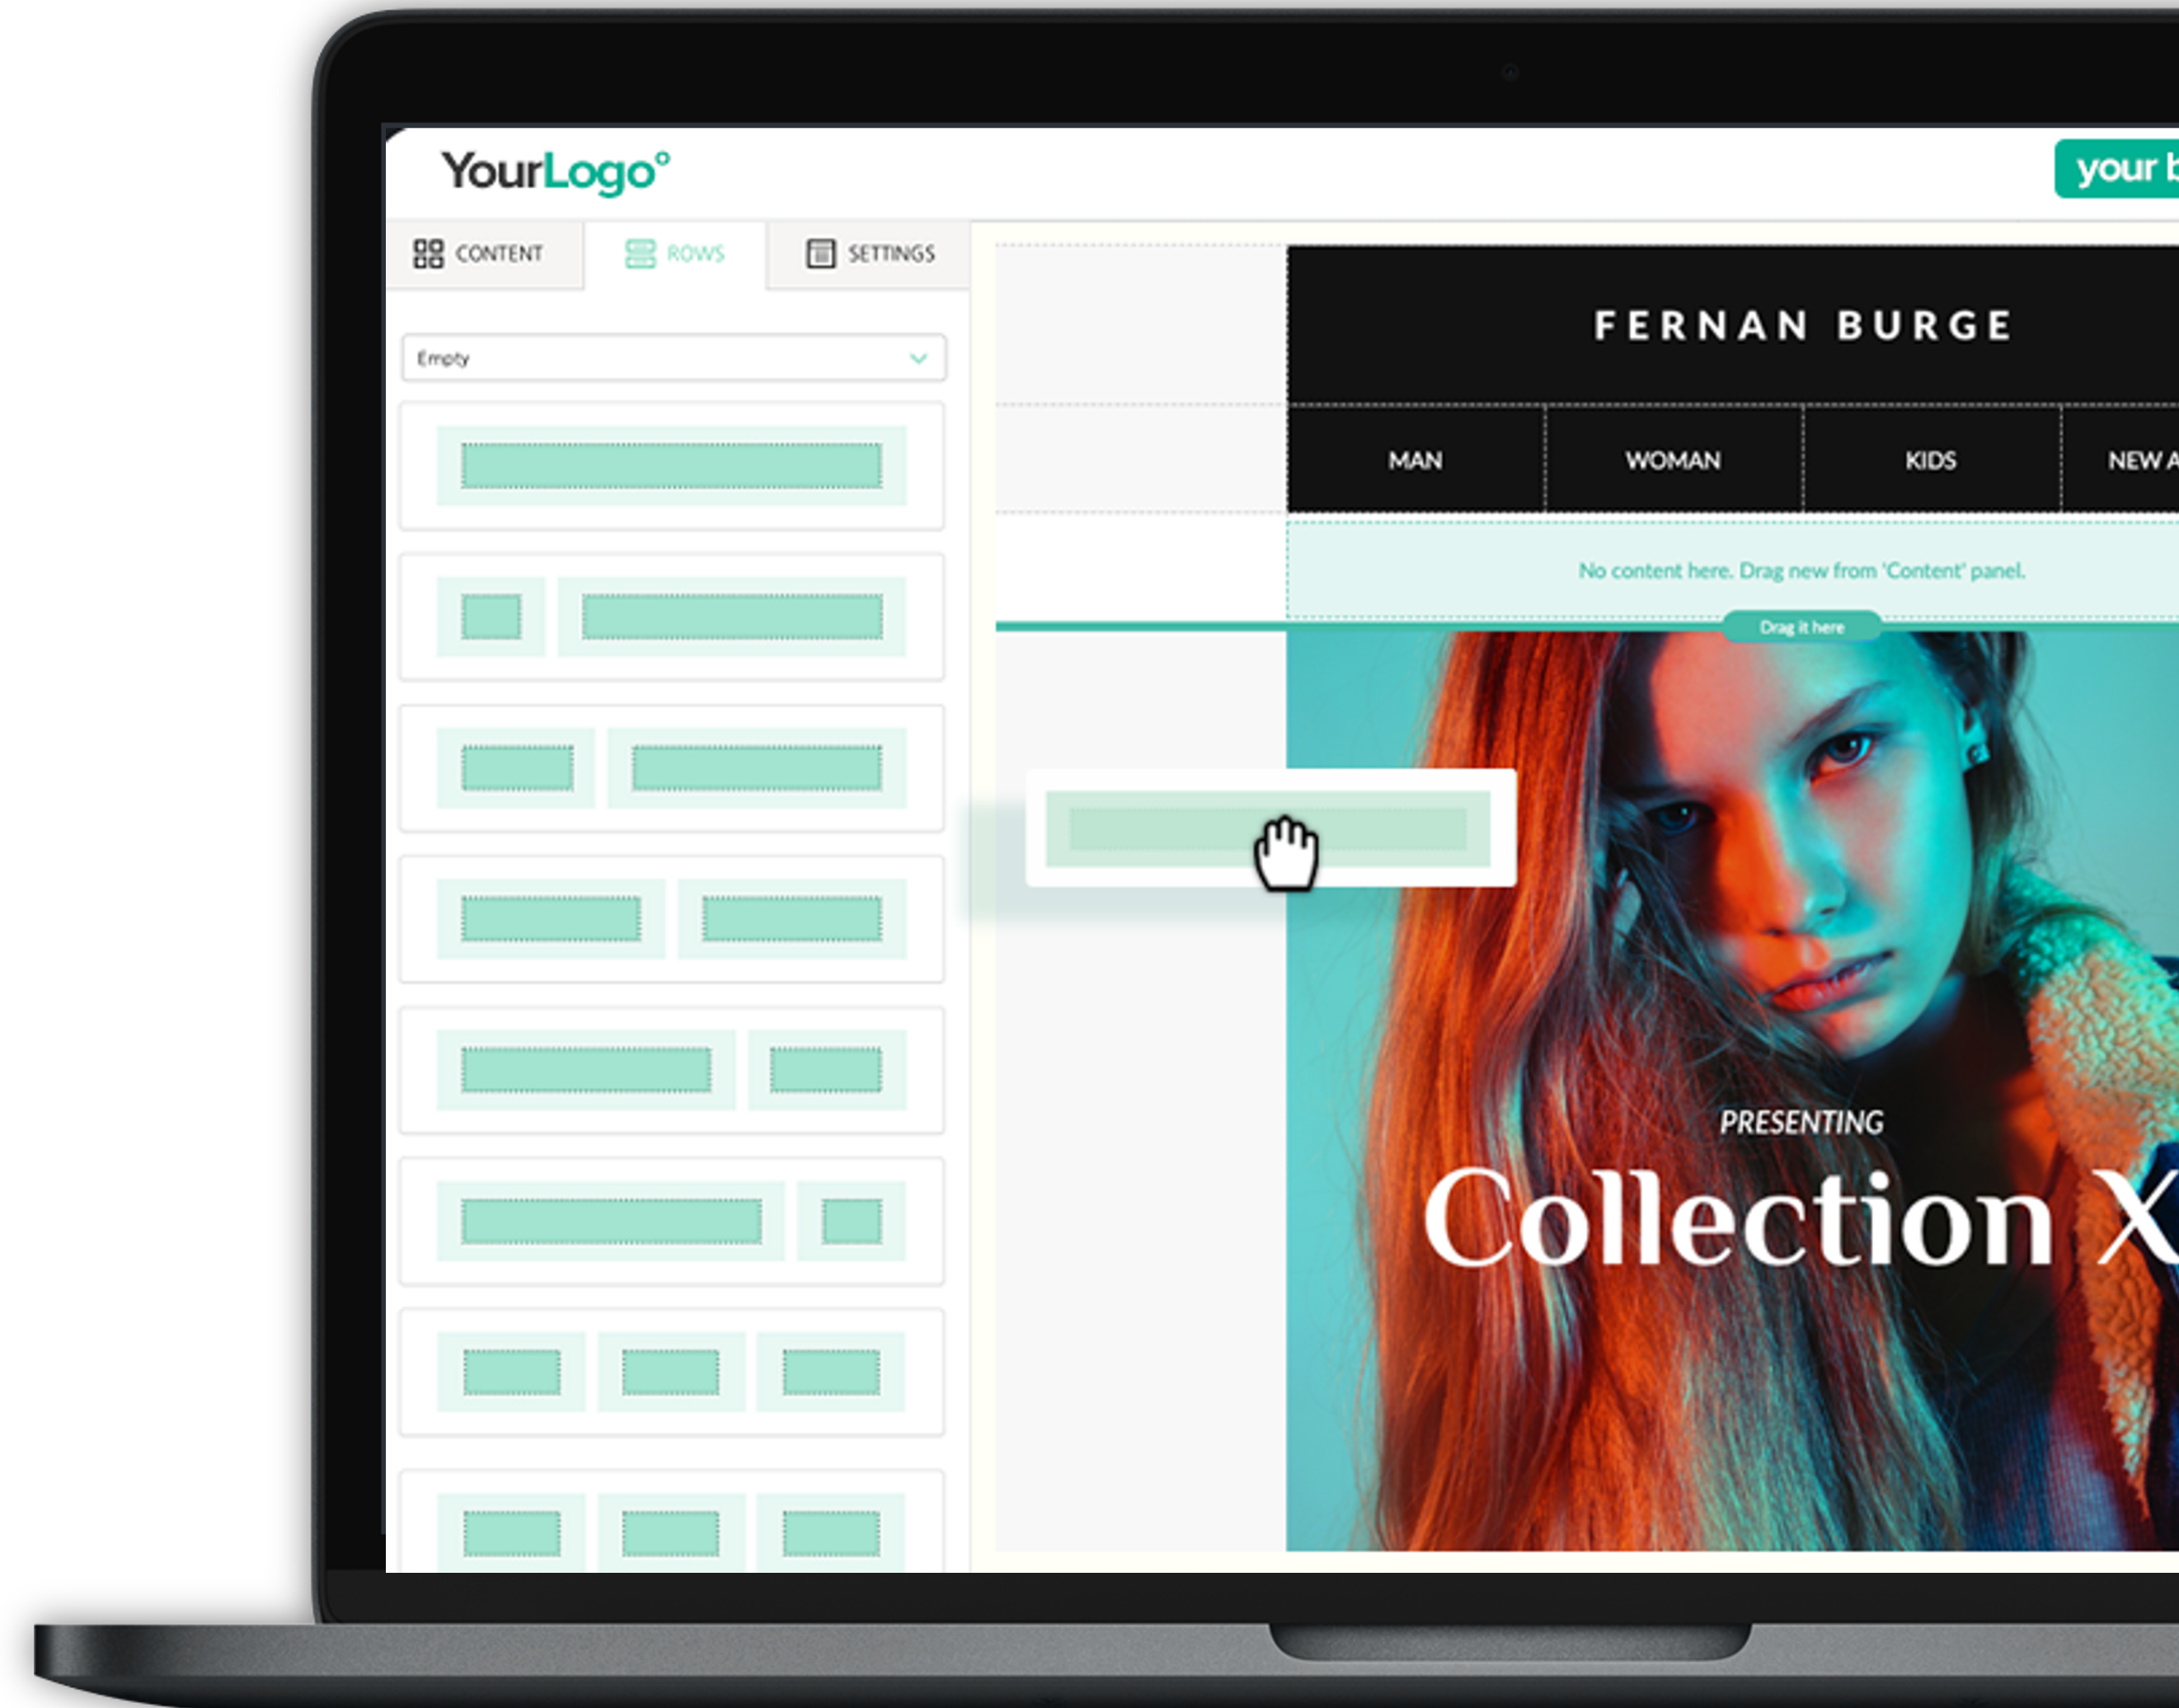 YourLogo°
your b
CONTENT
ROWS
SETTINGS
Empty
FERNAN BURGE
MAN
WOMAN
KIDS
NEW A
No content here. Drag new from 'Content' panel.
Drag it here
PRESENTING
Collection X